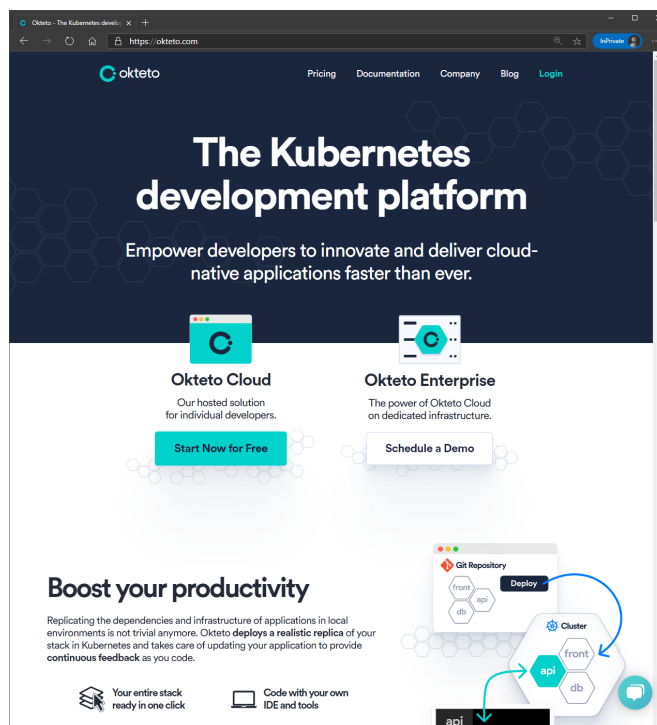 Okteto - The Kubernetes develop
https://okteto.com
InPrivate
okteto
Pricing
Documentation
Company
Blog
Login
The Kubernetes
development platform
Empower developers to innovate and deliver cloud-
native applications faster than ever.
Okteto Cloud
Our hosted solution
for individual developers.
Start Now for Free
Okteto Enterprise
The power of Okteto Cloud
on dedicated infrastructure.
Schedule a Demo
Boost your productivity
Replicating the dependencies and infrastructure of applications in local
environments is not trivial anymore. Okteto deploys a realistic replica of your
stack in Kubernetes and takes care of updating your application to provide
continuous feedback as you code.
Your entire stack
ready in one click
Code with your own
IDE and tools
Git Repository
Deploy
front
api
db
Cluster
front
api
db
api